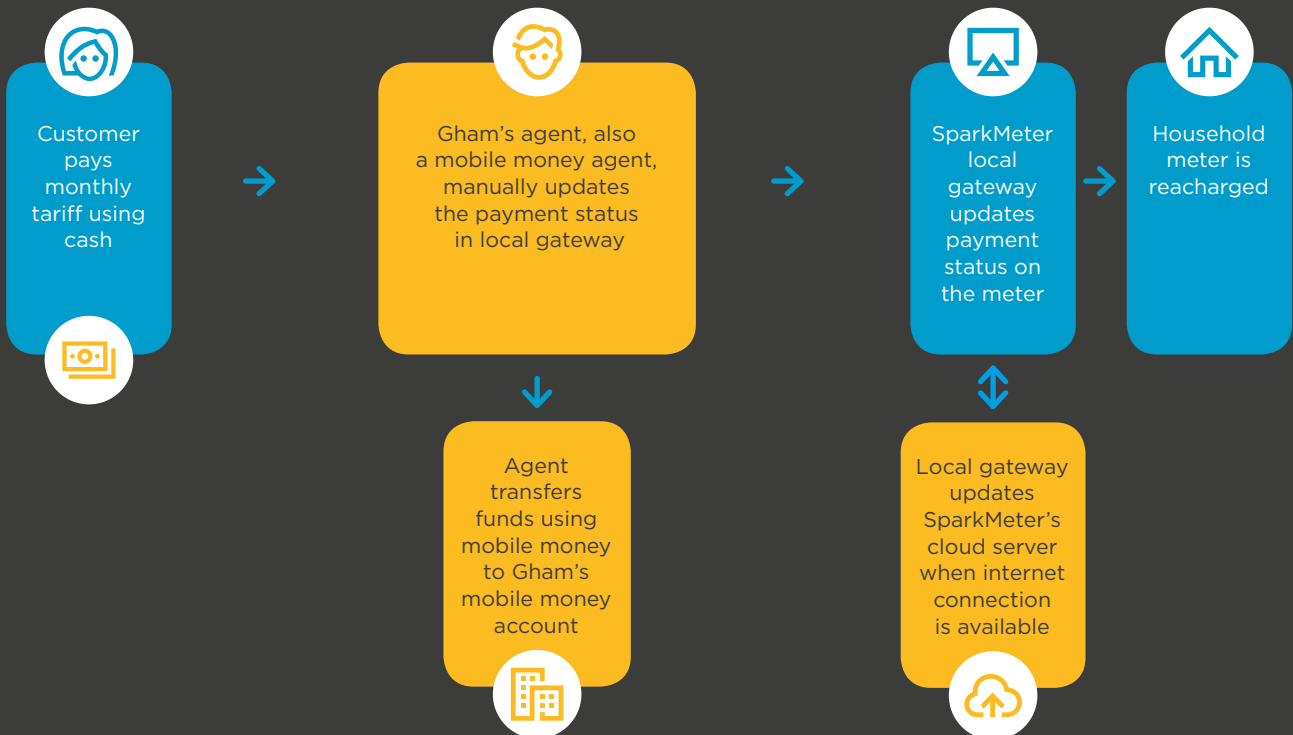 Customer
pays
monthly
tariff using
cash
Gham’s agent, also
a mobile money agent,
manually updates
the payment status
in local gateway
SparkMeter
local
gateway
updates
payment
status on
the meter
Household
meter is
reacharged
Agent
transfers
funds using
mobile money
to Gham’s
mobile money
account
Local gateway
updates
SparkMeter’s
cloud server
when internet
connection
is available